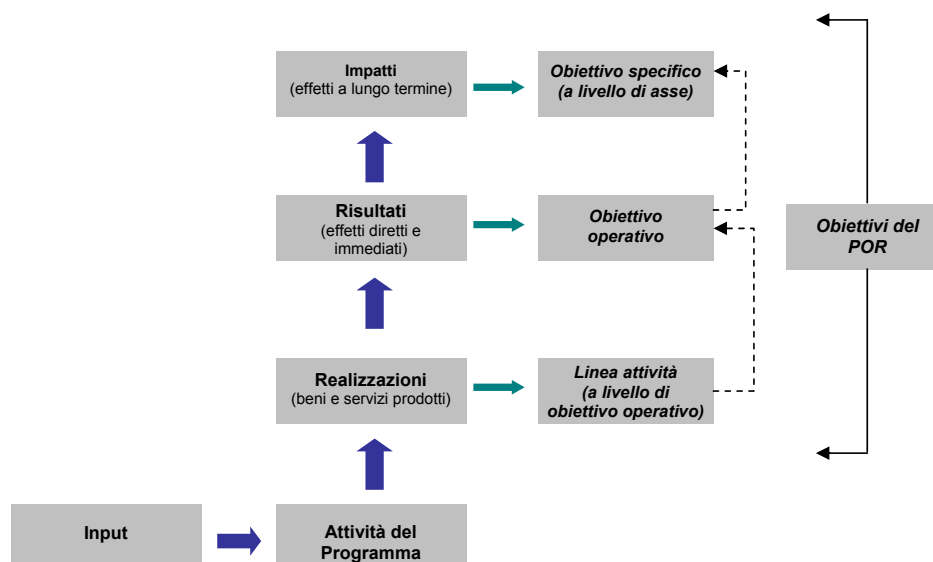 Impatti
(effetti a lungo termine)
Obiettivo specifico
(a livello di asse)
Risultati
(effetti diretti e
immediati)
Obiettivo
operativo
Obiettivi del
POR
Realizzazioni
(beni e servizi prodotti)
Linea attività
(a livello di
obiettivo operativo)
Input
Attività del
Programma